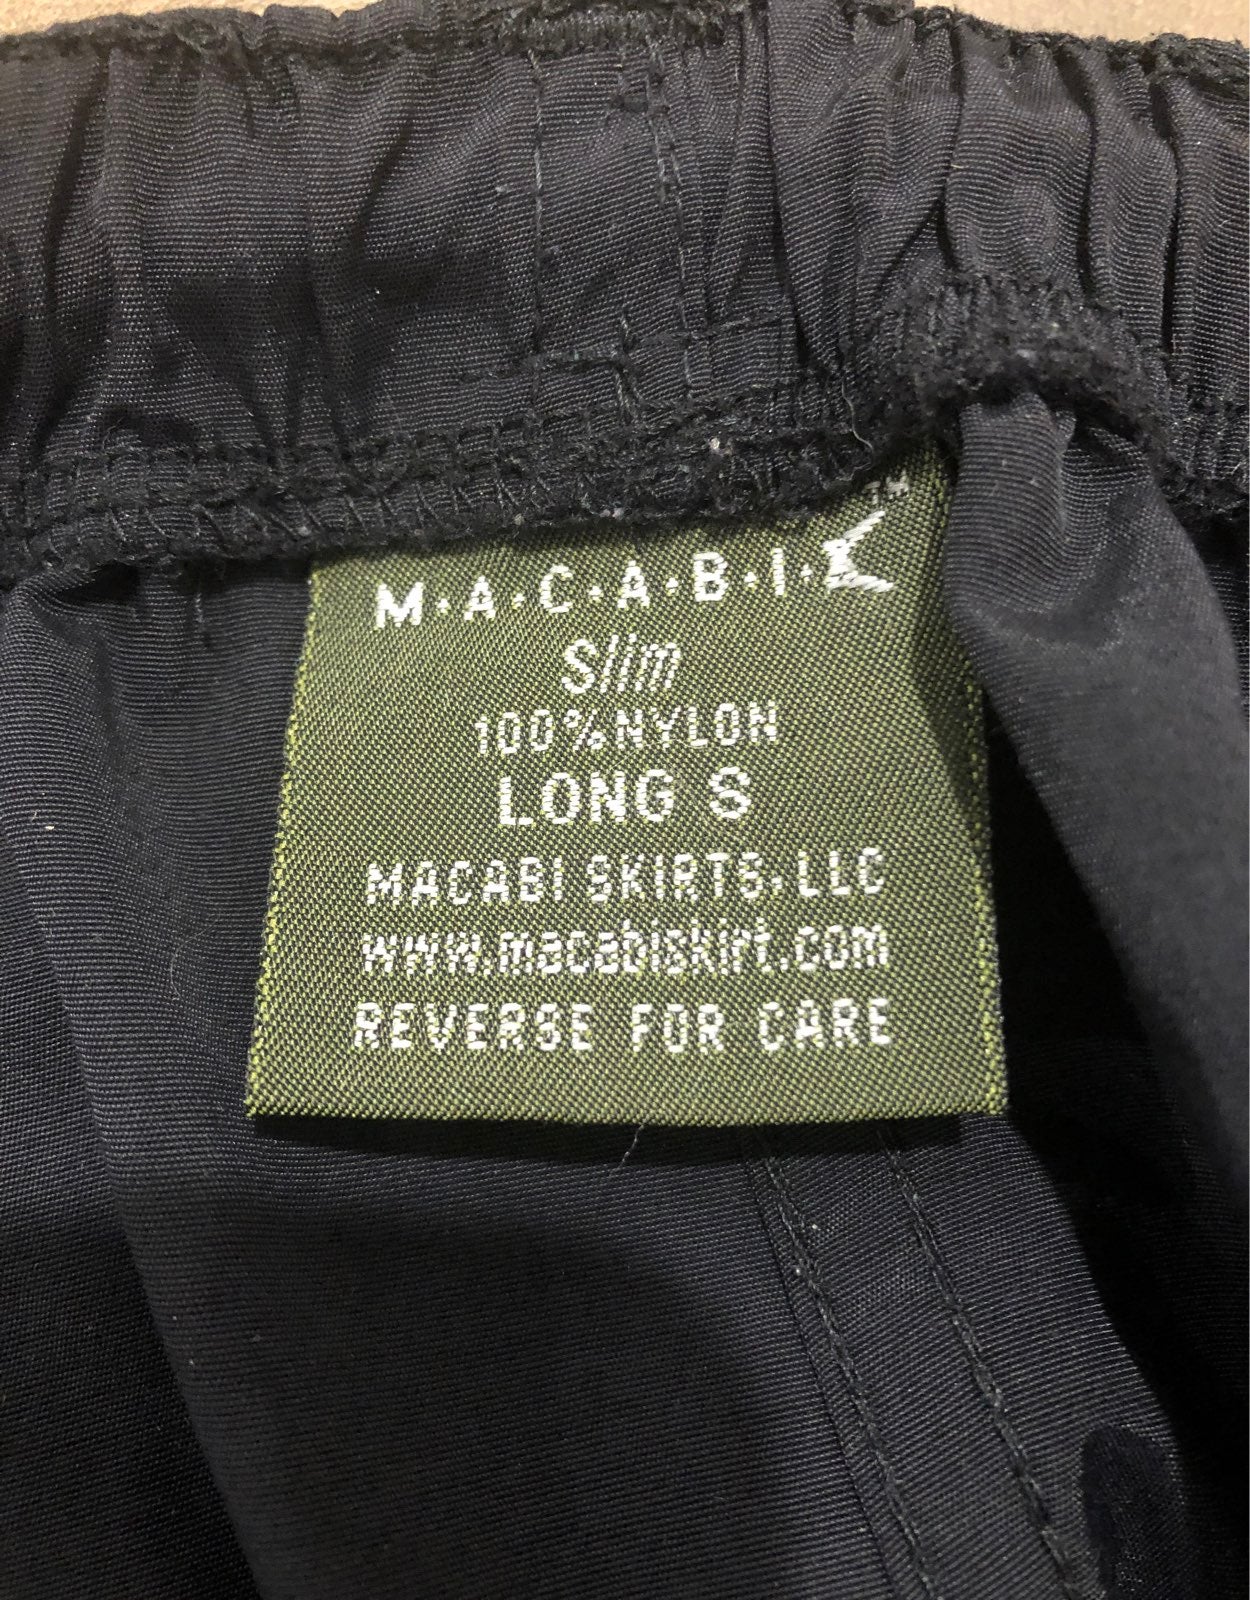 M·A·C·A·B·I· TM
Slim
100% NYLON
LONG S
MACABI SKIRTS, LLC
www.macabiskirt.com
REVERSE FOR CARE